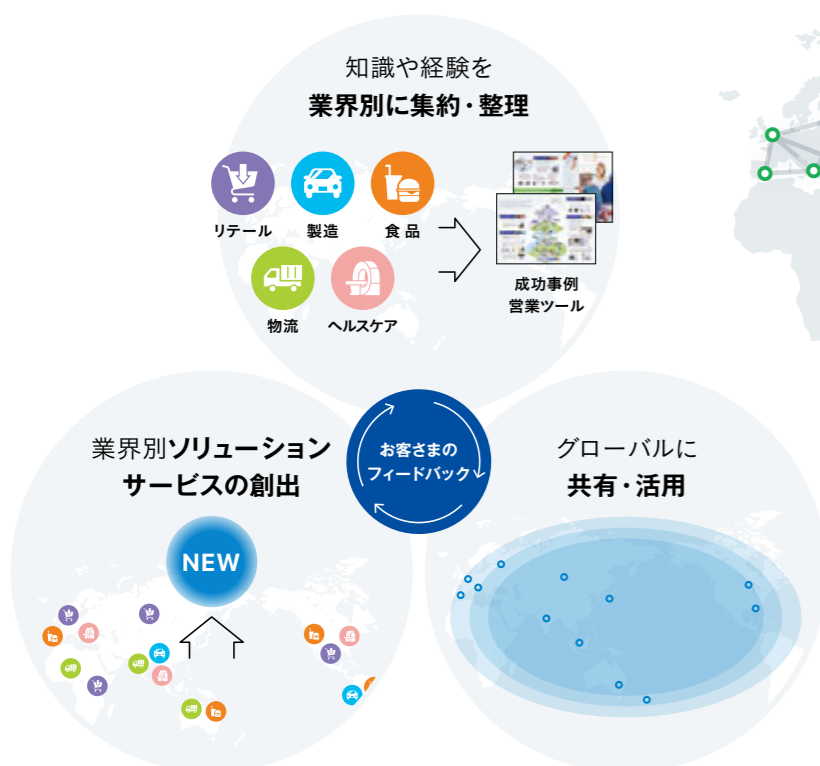 知識や経験を
業界別に集約・整理
リテール
製造
食品
物流
ヘルスケア
成功事例
営業ツール
お客さまの
フィードバック
業界別ソリューション
サービスの創出
NEW
グローバルに
共有・活用